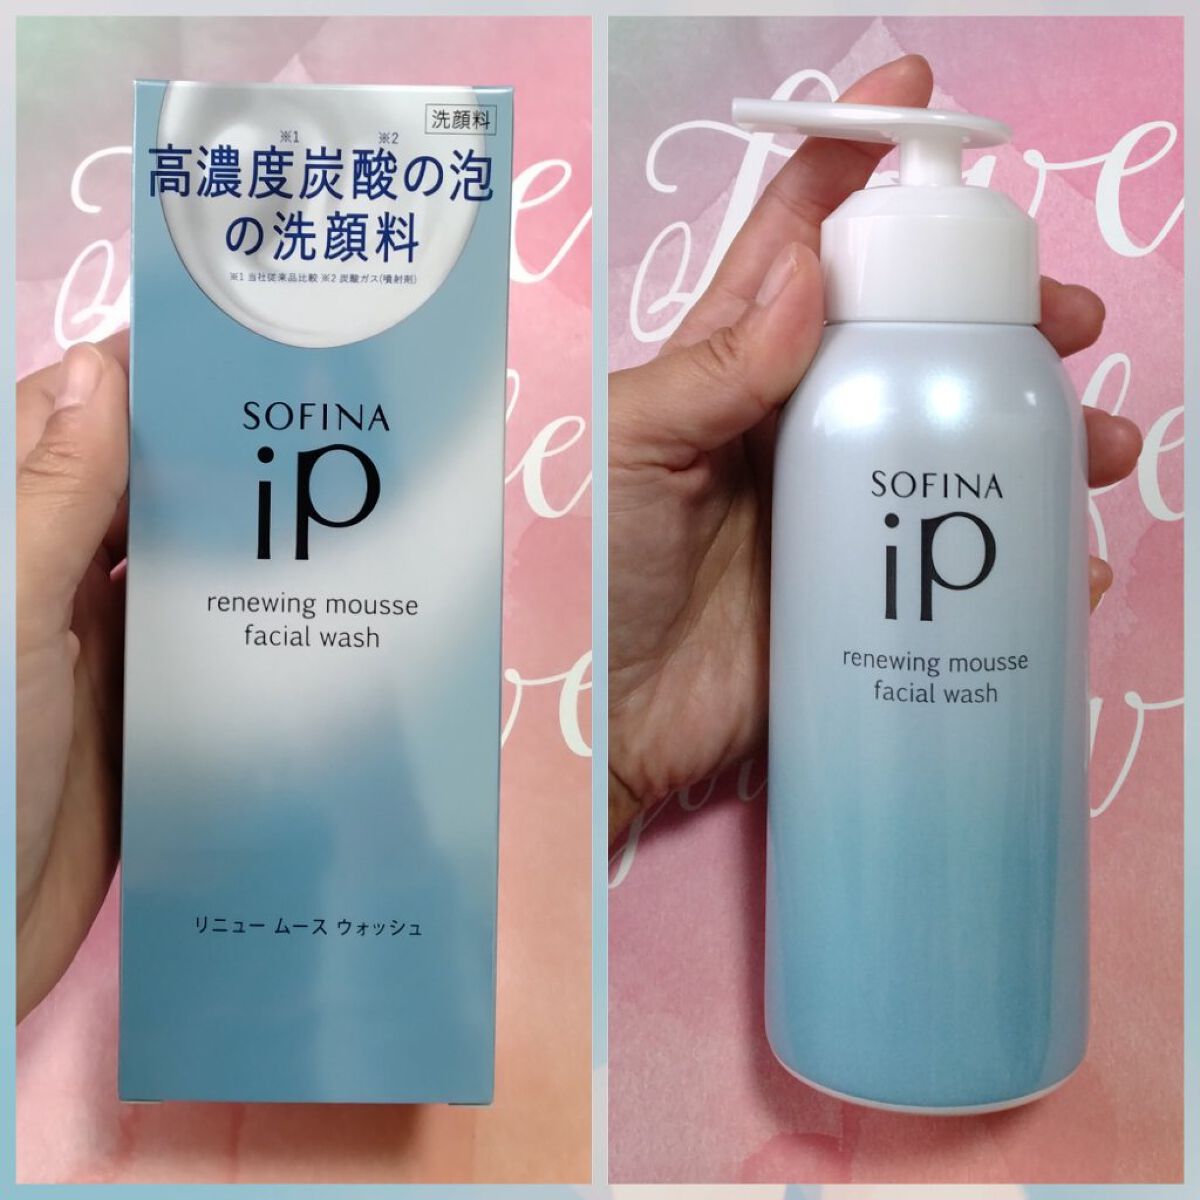 洗顔料
※1 ※2
高濃度炭酸の泡
の洗顔料
※1 当社従来品比較 ※2 炭酸ガス(噴射剤)
SOFINA
iP
renewing mousse
facial wash
リニュー ムース ウォッシュ
SOFINA
iP
renewing mousse
facial wash